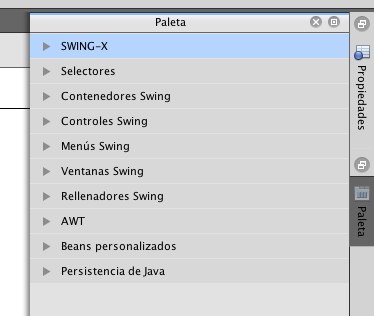 Paleta
SWING-X
Selectores
Contenedores Swing
Controles Swing
Menús Swing
Ventanas Swing
Rellenadores Swing
AWT
Beans personalizados
Persistencia de Java
Propiedades
Paleta